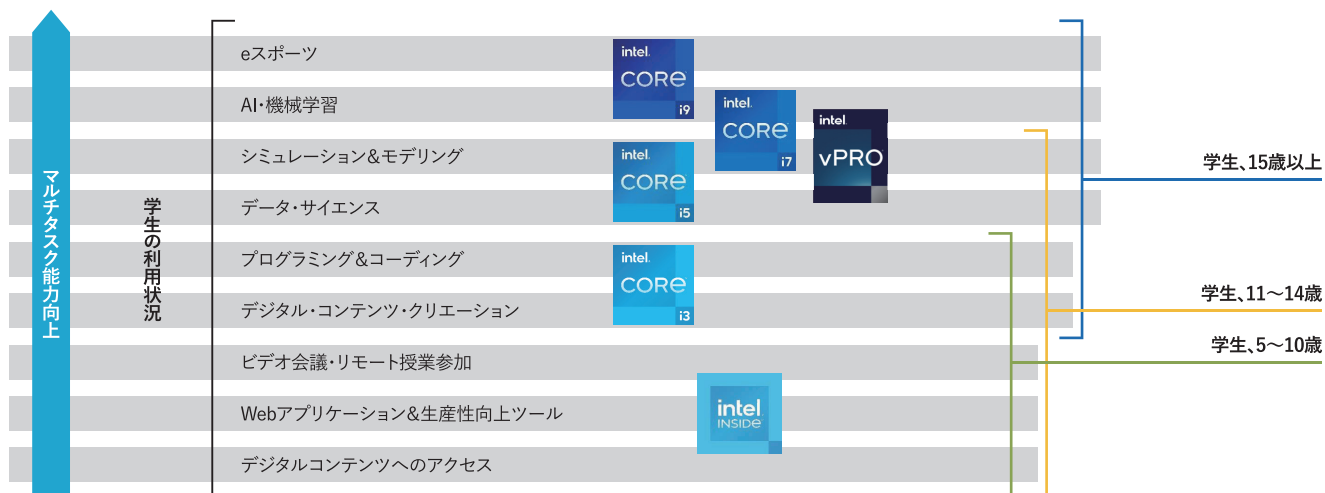 マルチタスク能力向上
学生の利用状況
eスポーツ
AI・機械学習
シミュレーション&モデリング
データ・サイエンス
プログラミング&コーディング
デジタル・コンテンツ・クリエーション
ビデオ会議・リモート授業参加
Webアプリケーション&生産性向上ツール
デジタルコンテンツへのアクセス
intel.
CORE
i9
intel.
CORE
i7
intel.
vPRO
intel.
CORE
i5
intel.
CORE
i3
intel
INSIDE
学生、15歳以上
学生、11〜14歳
学生、5〜10歳